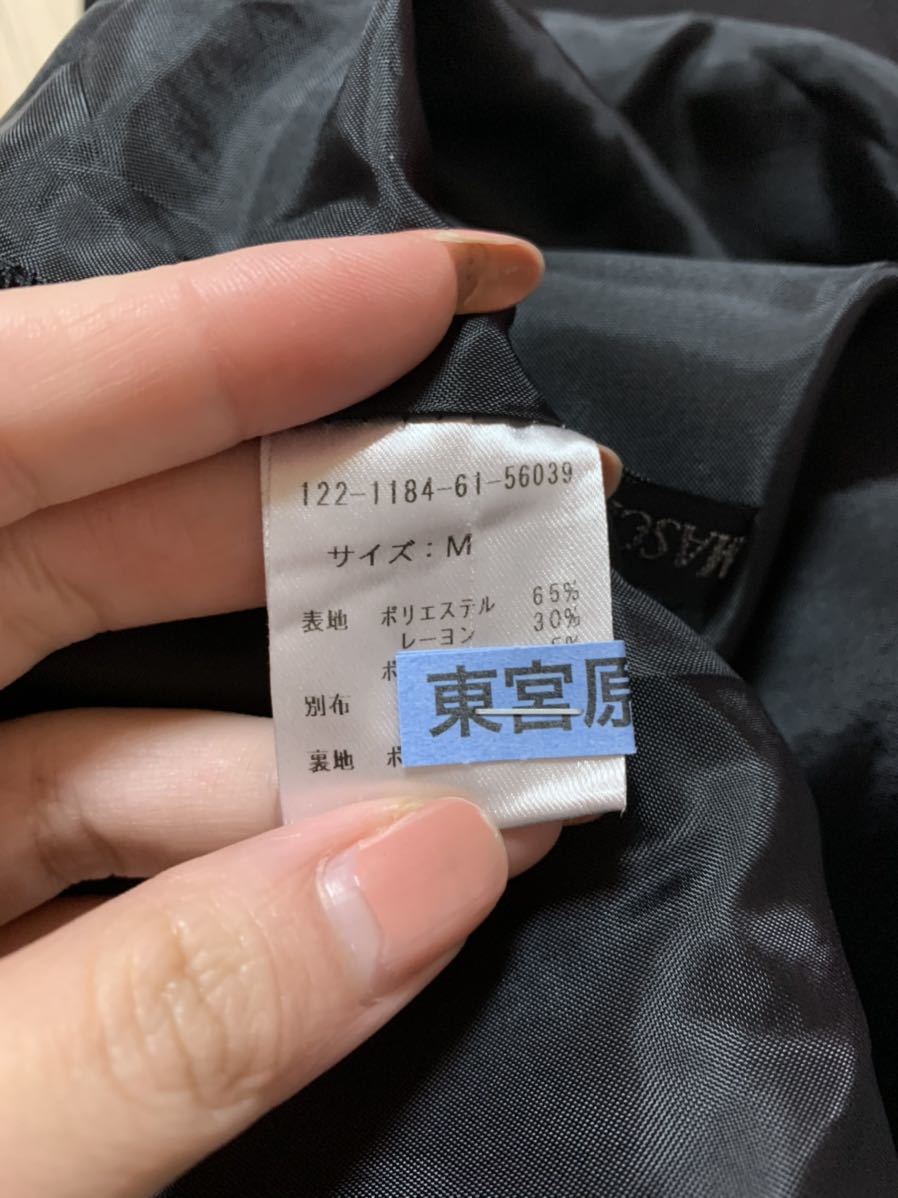 122-1184-61-56039
サイズ：M
表地 ポリエステル 65%
レーヨン 30%
5%
別布
東宮原
裏地